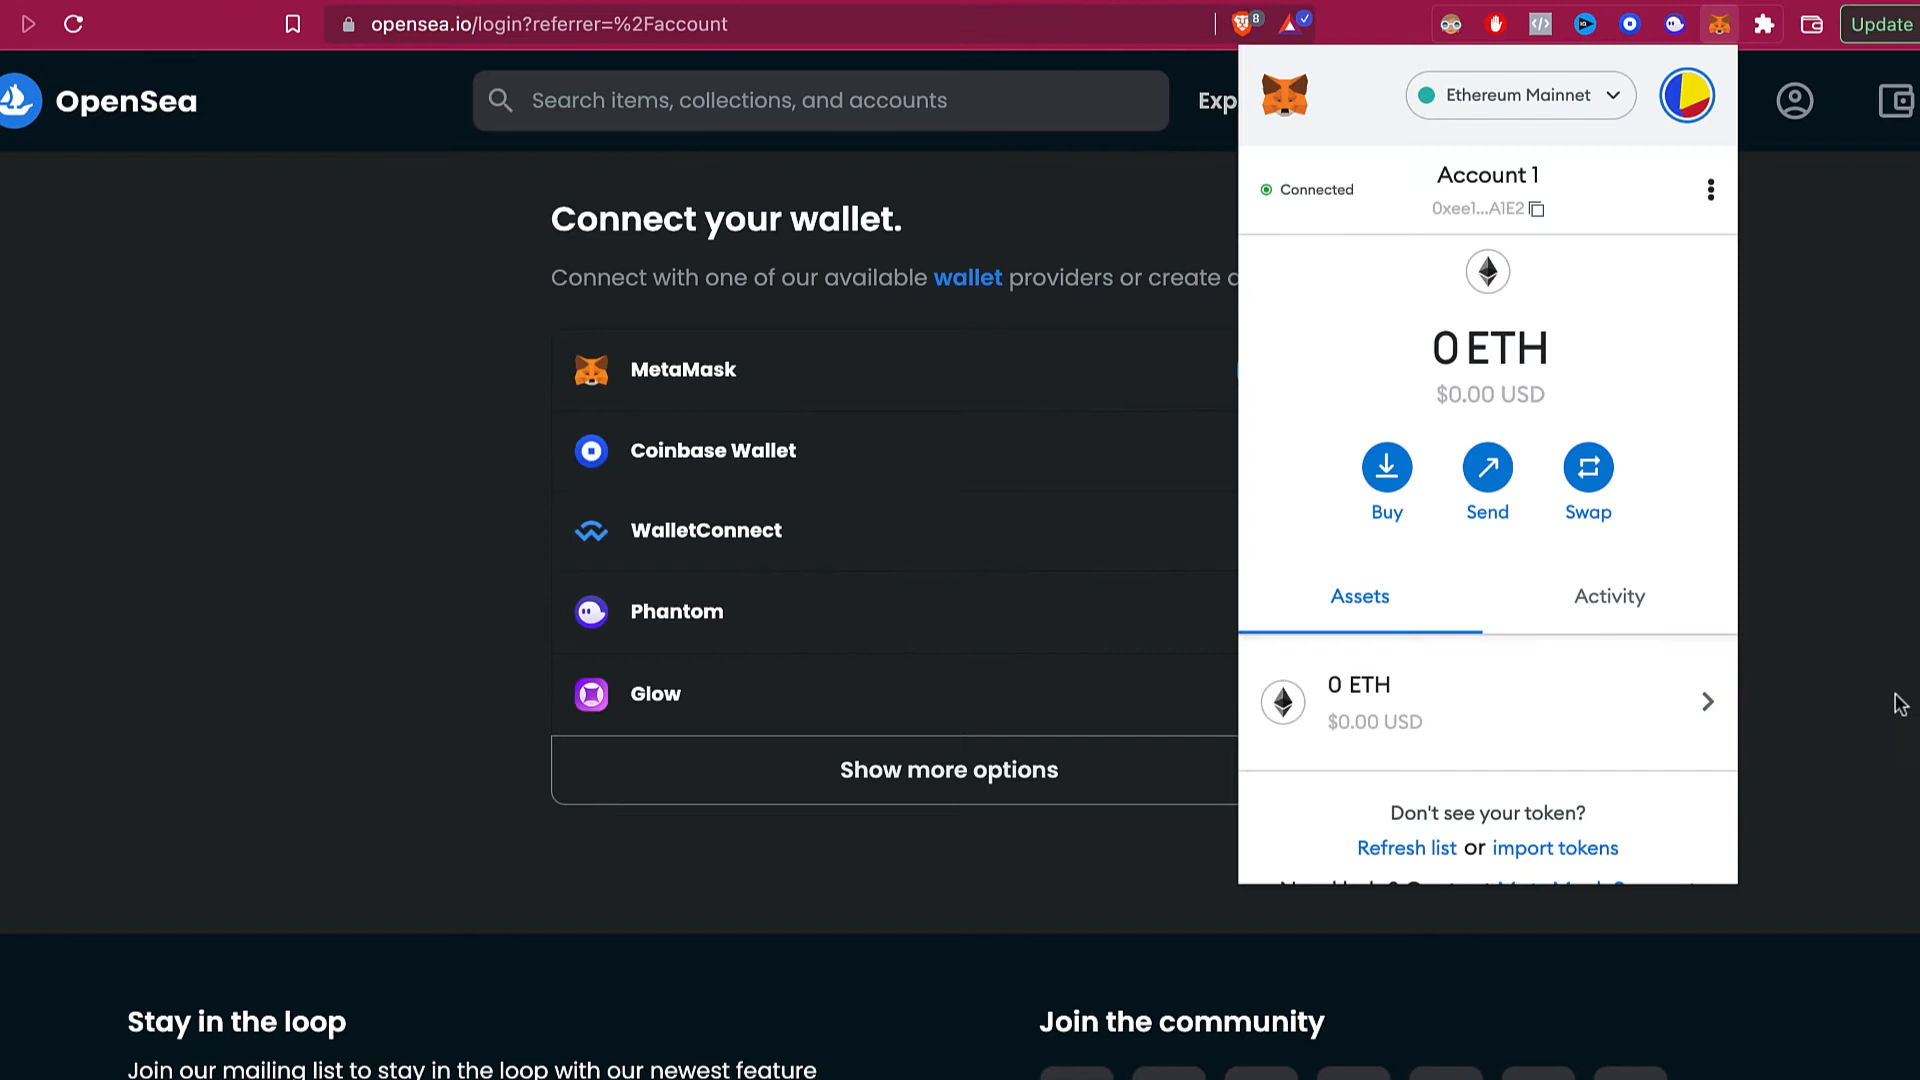 opensea.io/login?referrer=%2Faccount
8
Update
OpenSea
Search items, collections, and accounts
Exp
Ethereum Mainnet
Connected
Account 1
0xee1...A1E2
Connect your wallet.
Connect with one of our available wallet providers or create
MetaMask
Coinbase Wallet
WalletConnect
Phantom
Glow
Show more options
0 ETH
$0.00 USD
Buy
Send
Swap
Assets
Activity
0 ETH
$0.00 USD
Don't see your token?
Refresh list or import tokens
Stay in the loop
Join our mailing list to stay in the loop with our newest feature
Join the community